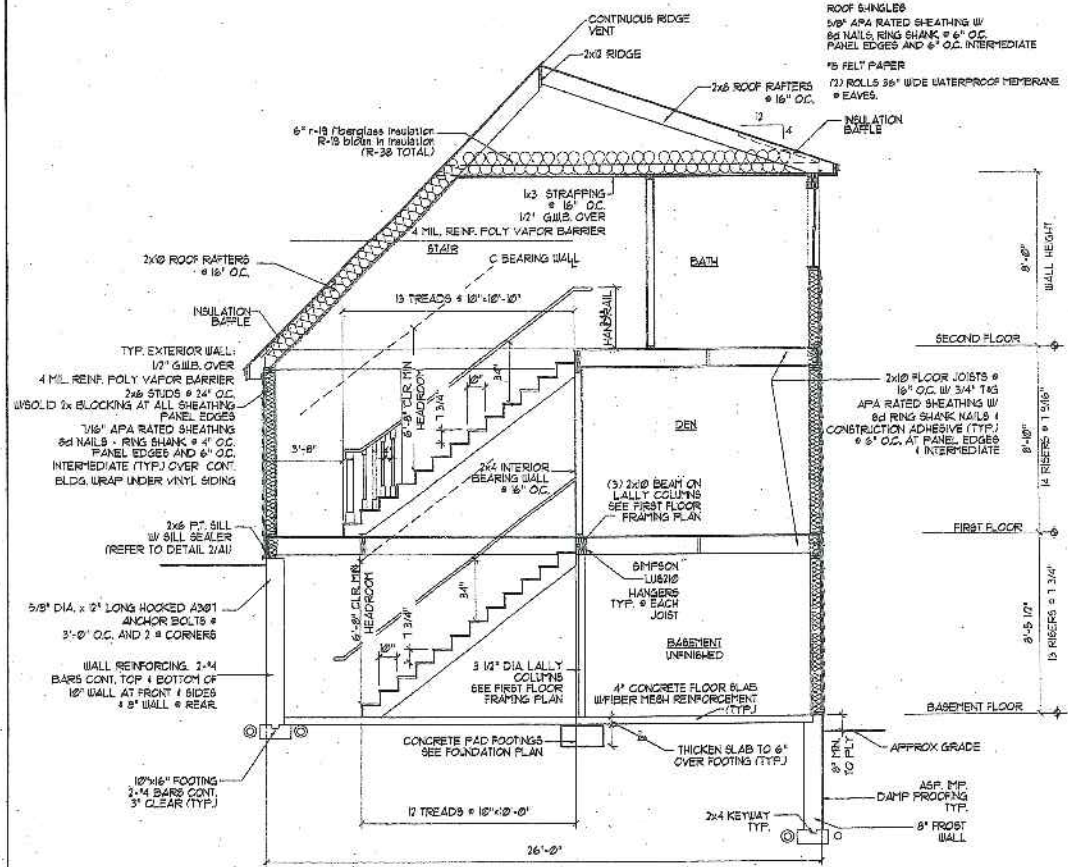 ROOF SHINGLES
5/8" APA RATED SHEATHING W/
8d NAILS, RING SHANK, @ 6" O.C.
PANEL EDGES AND 6" O.C. INTERMEDIATE
#15 FELT PAPER
(2) ROLLS 36" WIDE WATERPROOF MEMBRANE
@ EAVES.
CONTINUOUS RIDGE
VENT
2x12 RIDGE
2x8 ROOF RAFTERS
@ 16" O.C.
12
4
INSULATION
BAFFLE
6" r-19 fiberglass insulation
R-19 blown in insulation
(R-38 TOTAL)
1x3 STRAPPING
@ 16" O.C.
1/2" G.W.B. OVER
4 MIL. REINF. POLY VAPOR BARRIER
STAIR
C BEARING WALL
BATH
8'-0"
WALL HEIGHT
2x10 ROOF RAFTERS
@ 16" O.C.
13 TREADS @ 10"=10'-10"
HANDRAIL
INSULATION
BAFFLE
SECOND FLOOR
TYP. EXTERIOR WALL:
1/2" G.W.B. OVER
4 MIL. REINF. POLY VAPOR BARRIER
2x6 STUDS @ 24" O.C.
W/SOLID 2x BLOCKING AT ALL SHEATHING
PANEL EDGES
7/16" APA RATED SHEATHING
8d NAILS - RING SHANK @ 4" O.C.
PANEL EDGES AND 6" O.C.
INTERMEDIATE (TYP.) OVER CONT.
BLDG. WRAP UNDER VINYL SIDING
3'-8"
6'-8" CLR. MIN
HEADROOM
10"
7 3/4"
34"
DEN
2x10 FLOOR JOISTS @
16" O.C. W/ 3/4" T&G
APA RATED SHEATHING W/
8d RING SHANK NAILS &
CONSTRUCTION ADHESIVE (TYP.)
@ 6" O.C. AT PANEL EDGES
& INTERMEDIATE
8'-10"
14 RISERS @ 7 9/16"
2x4 INTERIOR
BEARING WALL
@ 16" O.C.
(3) 2x10 BEAM ON
LALLY COLUMNS
SEE FIRST FLOOR
FRAMING PLAN
2x6 P.T. SILL
W/ SILL SEALER
(REFER TO DETAIL 2/A1)
FIRST FLOOR
5/8" DIA. x 12" LONG HOOKED A307
ANCHOR BOLTS @
3'-0" O.C. AND 2 @ CORNERS
6'-8" CLR. MIN.
HEADROOM
10"
7 3/4"
34"
SIMPSON
LUS210
HANGERS
TYP. @ EACH
JOIST
8'-5 1/2"
13 RISERS @ 7 3/4"
WALL REINFORCING. 2-#4
BARS CONT. TOP & BOTTOM OF
10" WALL AT FRONT & SIDES
& 8" WALL @ REAR.
3 1/2" DIA. LALLY
COLUMNS
SEE FIRST FLOOR
FRAMING PLAN
BASEMENT
UNFINISHED
4" CONCRETE FLOOR SLAB
W/FIBER MESH REINFORCEMENT
(TYP.)
BASEMENT FLOOR
CONCRETE PAD FOOTINGS
SEE FOUNDATION PLAN
THICKEN SLAB TO 6"
OVER FOOTING (TYP.)
8" MIN.
TO PLY
APPROX GRADE
10"x16" FOOTING
2-#4 BARS CONT.
3" CLEAR (TYP.)
12 TREADS @ 10"=10'-0"
2x4 KEYWAY
TYP.
ASP. IMP.
DAMP PROOFING
TYP.
8" FROST
WALL
26'-0"